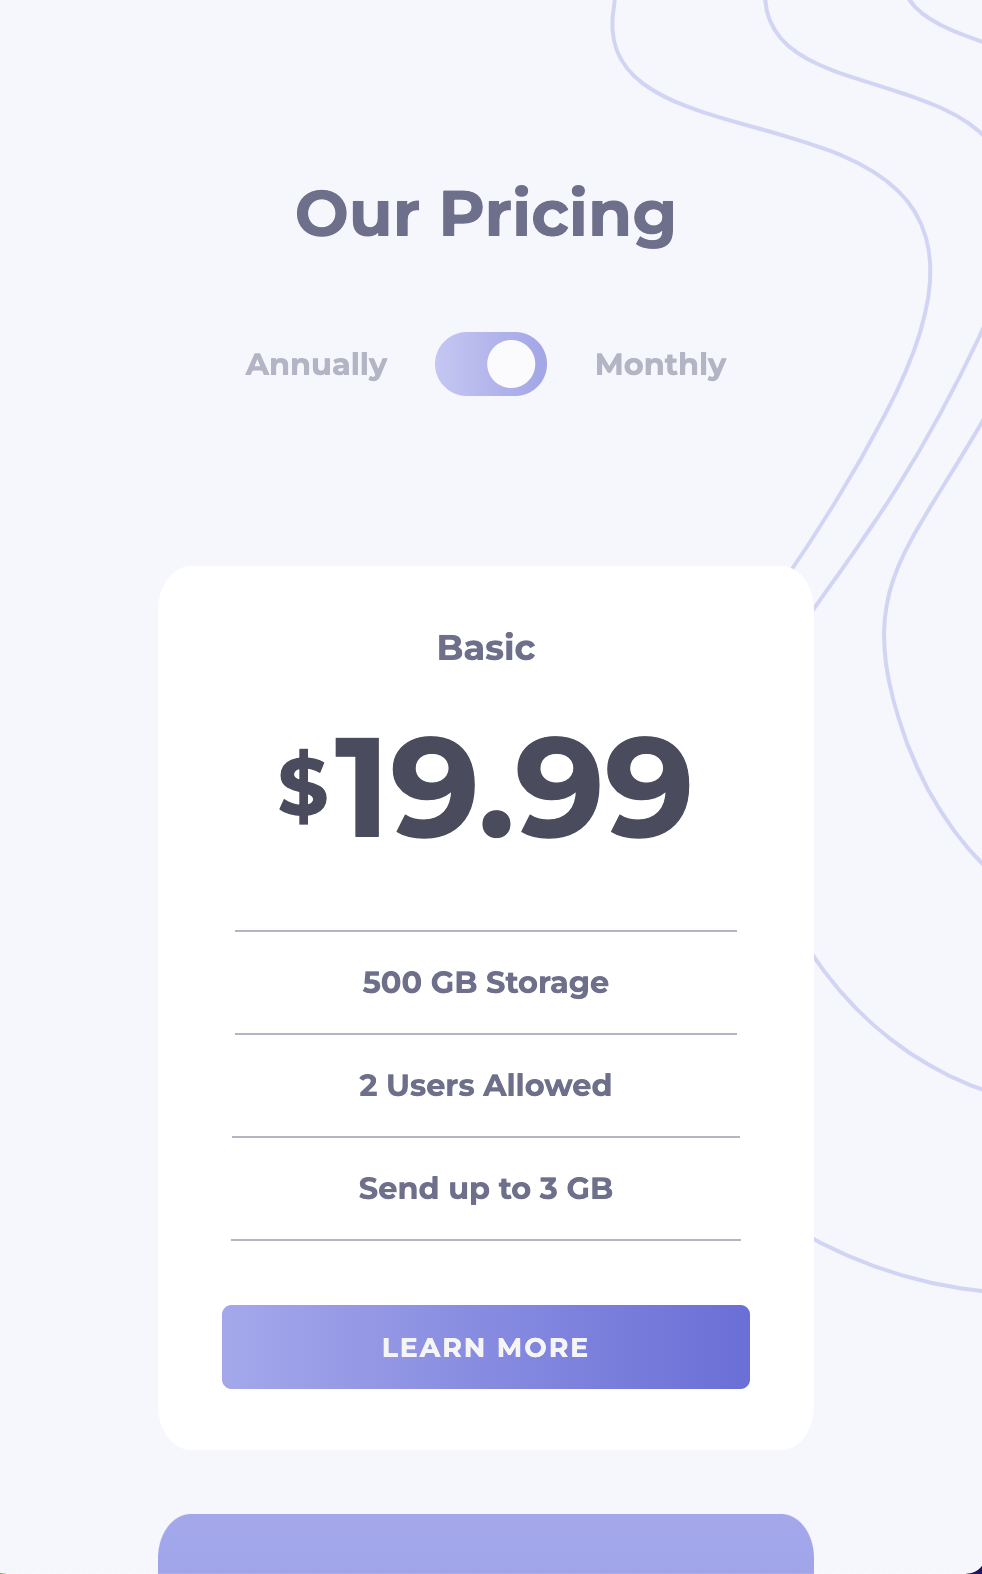 Our Pricing
Annually Monthly
Basic
$19.99
500 GB Storage
2 Users Allowed
Send up to 3 GB
LEARN MORE